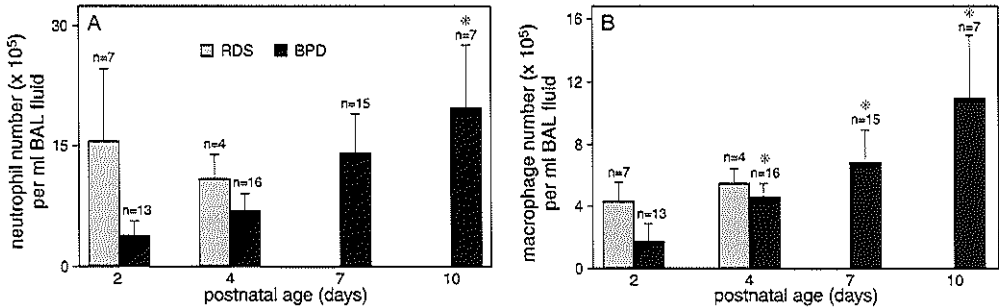 A
neutrophil number (x 10⁵)
per ml BAL fluid
30
15
0
RDS
BPD
n=7
n=13
n=4
n=16
n=15
*
n=7
2
4
7
10
postnatal age (days)
B
macrophage number (x 10⁵)
per ml BAL fluid
16
12
8
4
0
n=7
n=13
n=4
*
n=16
*
n=15
*
n=7
2
4
7
10
postnatal age (days)